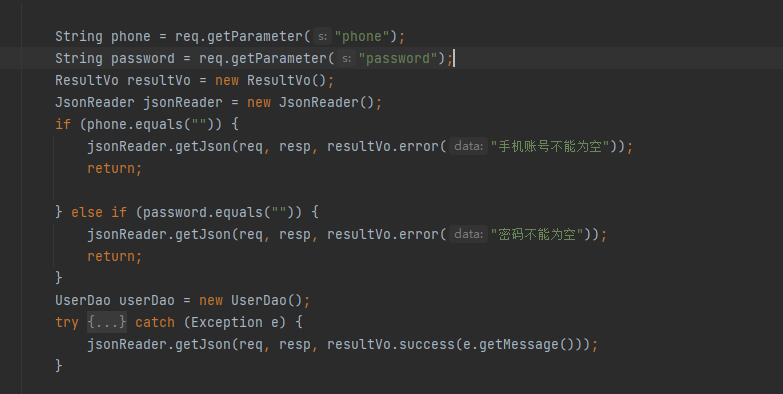 String phone = req.getParameter( s: "phone");
String password = req.getParameter( s: "password");
ResultVo resultVo = new ResultVo();
JsonReader jsonReader = new JsonReader();
if (phone.equals("")) {
jsonReader.getJson(req, resp, resultVo.error( data: "手机账号不能为空"));
return;
} else if (password.equals("")) {
jsonReader.getJson(req, resp, resultVo.error( data: "密码不能为空"));
return;
}
UserDao userDao = new UserDao();
try {...} catch (Exception e) {
jsonReader.getJson(req, resp, resultVo.success(e.getMessage()));
}